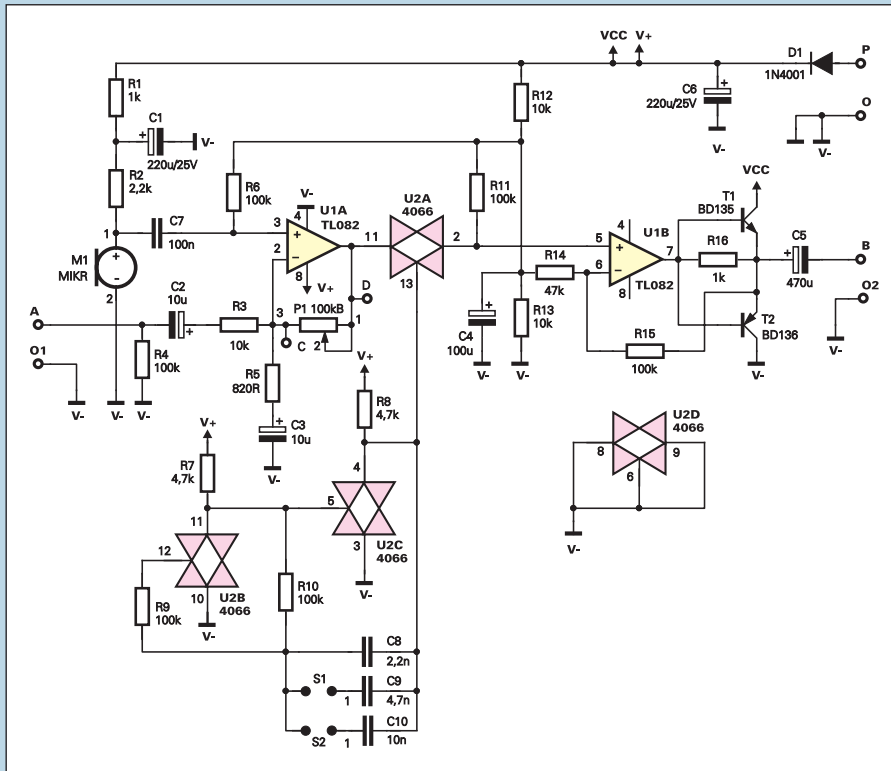 VCC V+
D1
1N4001
P
R1
1k
R12
10k
C6
220u/25V
+
V-
O
V-
C1
+
220u/25V
V-
R2
2,2k
R6
100k
U1A
TL082
V-
4
3
+
2
-
8
V+
U2A
4066
11
2
13
R11
100k
VCC
T1
BD135
1
C7
100n
M1
MIKR
+
-
2
4
U1B
5
+
7
6
-
8
TL082
R16
1k
C5
+
470u
B
R14
47k
O2
V-
T2
BD136
V-
A
C2
10u
+
R3
10k
3
P1 100kB
1
2
C
D
C4
100u
+
V-
R13
10k
V-
R15
100k
O1
V-
R4
100k
V-
V-
R5
820R
C3
10u
+
V-
V+
R8
4,7k
V+
R7
4,7k
4
5
3
U2C
4066
V-
U2D
4066
8
9
6
V-
11
12
10
U2B
4066
V-
R9
100k
R10
100k
C8
2,2n
S1
1
C9
4,7n
S2
1
C10
10n